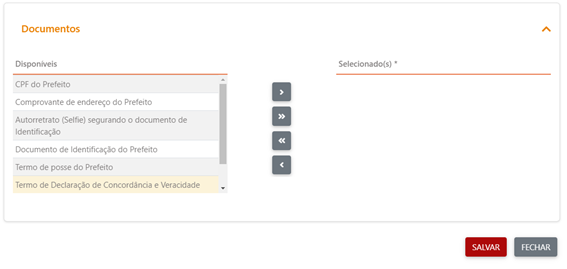 Documentos
Disponíveis
Selecionado(s) *
CPF do Prefeito
Comprovante de endereço do Prefeito
Autorretrato (Selfie) segurando o documento de
Identificação
Documento de Identificação do Prefeito
Termo de posse do Prefeito
Termo de Declaração de Concordância e Veracidade
SALVAR
FECHAR